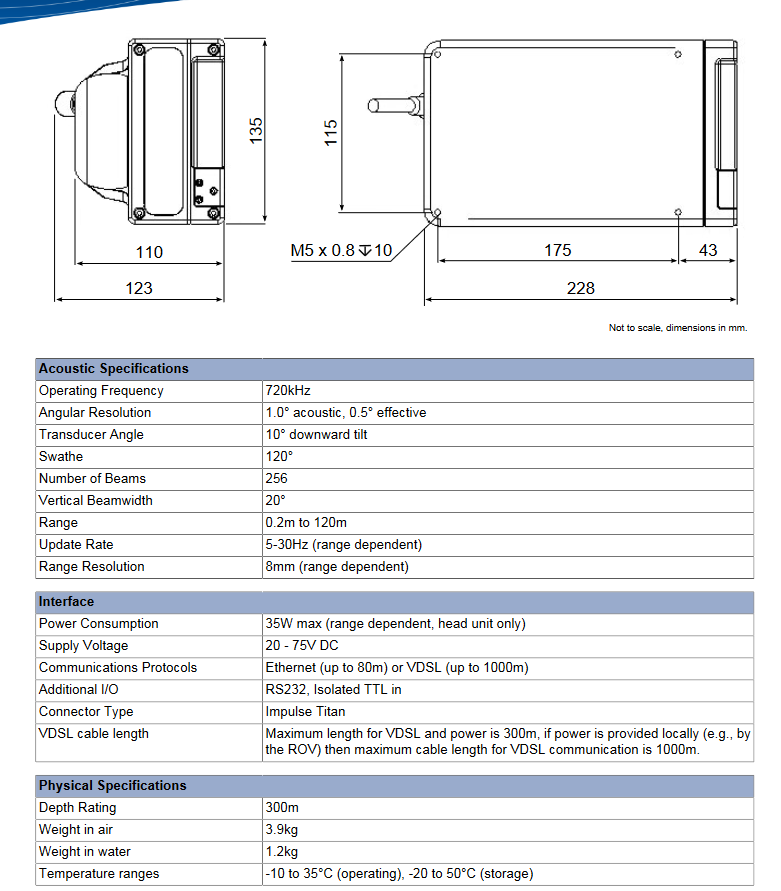 135
115
110
123
M5 x 0.8 ↧ 10
175
43
228
Not to scale, dimensions in mm.
Acoustic Specifications
Operating Frequency 720kHz
Angular Resolution 1.0° acoustic, 0.5° effective
Transducer Angle 10° downward tilt
Swathe 120°
Number of Beams 256
Vertical Beamwidth 20°
Range 0.2m to 120m
Update Rate 5-30Hz (range dependent)
Range Resolution 8mm (range dependent)
Interface
Power Consumption 35W max (range dependent, head unit only)
Supply Voltage 20 - 75V DC
Communications Protocols Ethernet (up to 80m) or VDSL (up to 1000m)
Additional I/O RS232, Isolated TTL in
Connector Type Impulse Titan
VDSL cable length Maximum length for VDSL and power is 300m, if power is provided locally (e.g., by
the ROV) then maximum cable length for VDSL communication is 1000m.
Physical Specifications
Depth Rating 300m
Weight in air 3.9kg
Weight in water 1.2kg
Temperature ranges -10 to 35°C (operating), -20 to 50°C (storage)